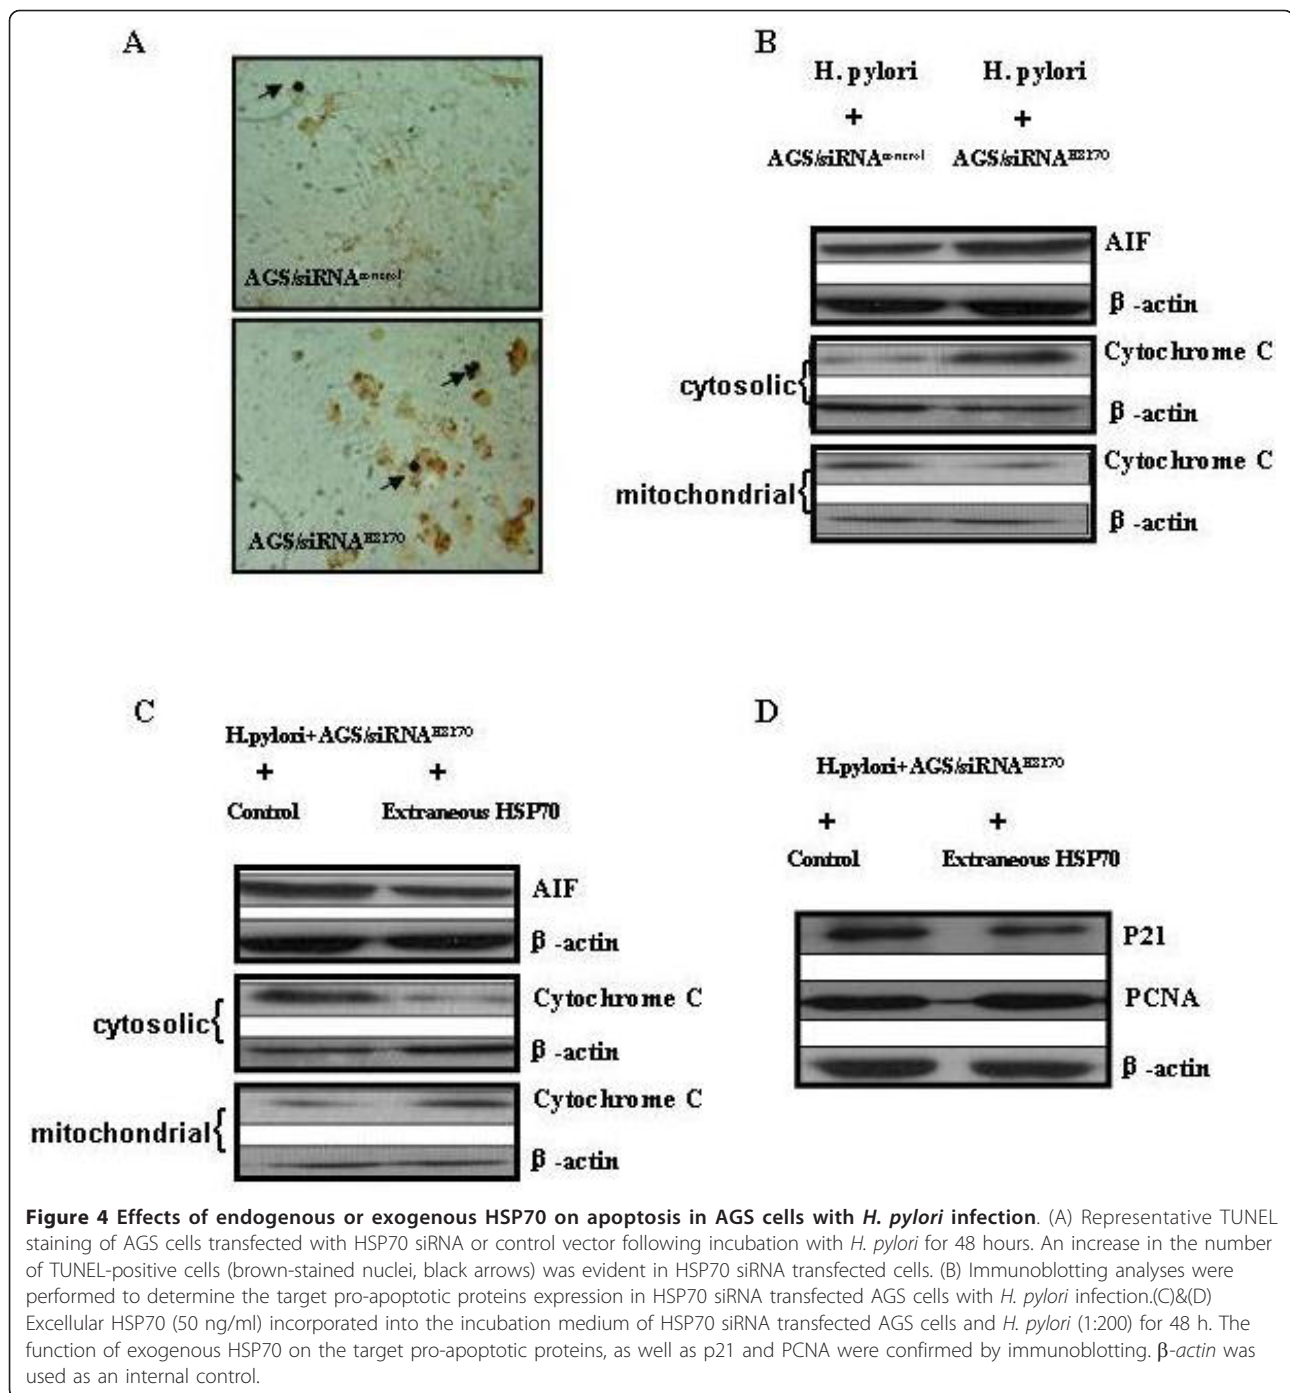 A
AGS/siRNAcontrol
AGS/siRNAHSP70
B
H. pylori H. pylori
+ +
AGS/siRNAcontrol AGS/siRNAHSP70
AIF
β -actin
cytosolic{
Cytochrome C
β -actin
mitochondrial{
Cytochrome C
β -actin
C
H.pylori+AGS/siRNAHSP70
+ +
Control Extraneous HSP70
AIF
β -actin
cytosolic{
Cytochrome C
β -actin
mitochondrial{
Cytochrome C
β -actin
D
H.pylori+AGS/siRNAHSP70
+ +
Control Extraneous HSP70
P21
PCNA
β -actin
Figure 4 Effects of endogenous or exogenous HSP70 on apoptosis in AGS cells with H. pylori infection. (A) Representative TUNEL
staining of AGS cells transfected with HSP70 siRNA or control vector following incubation with H. pylori for 48 hours. An increase in the number
of TUNEL-positive cells (brown-stained nuclei, black arrows) was evident in HSP70 siRNA transfected cells. (B) Immunoblotting analyses were
performed to determine the target pro-apoptotic proteins expression in HSP70 siRNA transfected AGS cells with H. pylori infection.(C)&(D)
Excellular HSP70 (50 ng/ml) incorporated into the incubation medium of HSP70 siRNA transfected AGS cells and H. pylori (1:200) for 48 h. The
function of exogenous HSP70 on the target pro-apoptotic proteins, as well as p21 and PCNA were confirmed by immunoblotting. β-actin was
used as an internal control.